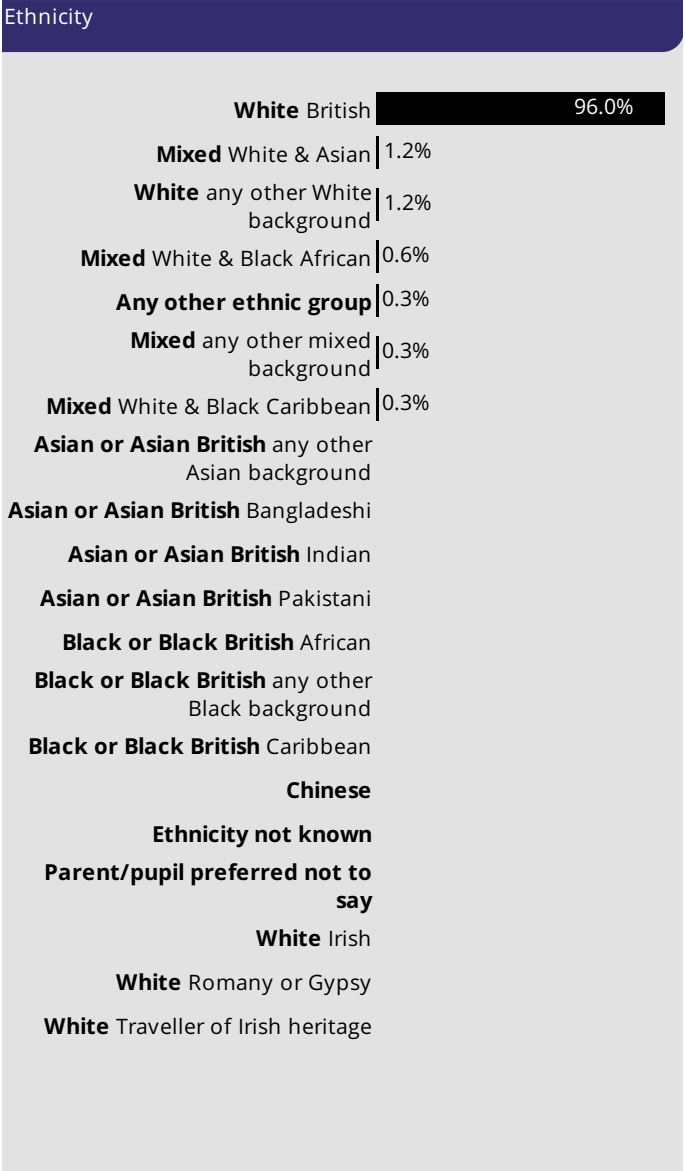 Ethnicity
White British 96.0%
Mixed White & Asian 1.2%
White any other White
background 1.2%
Mixed White & Black African 0.6%
Any other ethnic group 0.3%
Mixed any other mixed
background 0.3%
Mixed White & Black Caribbean 0.3%
Asian or Asian British any other
Asian background
Asian or Asian British Bangladeshi
Asian or Asian British Indian
Asian or Asian British Pakistani
Black or Black British African
Black or Black British any other
Black background
Black or Black British Caribbean
Chinese
Ethnicity not known
Parent/pupil preferred not to
say
White Irish
White Romany or Gypsy
White Traveller of Irish heritage